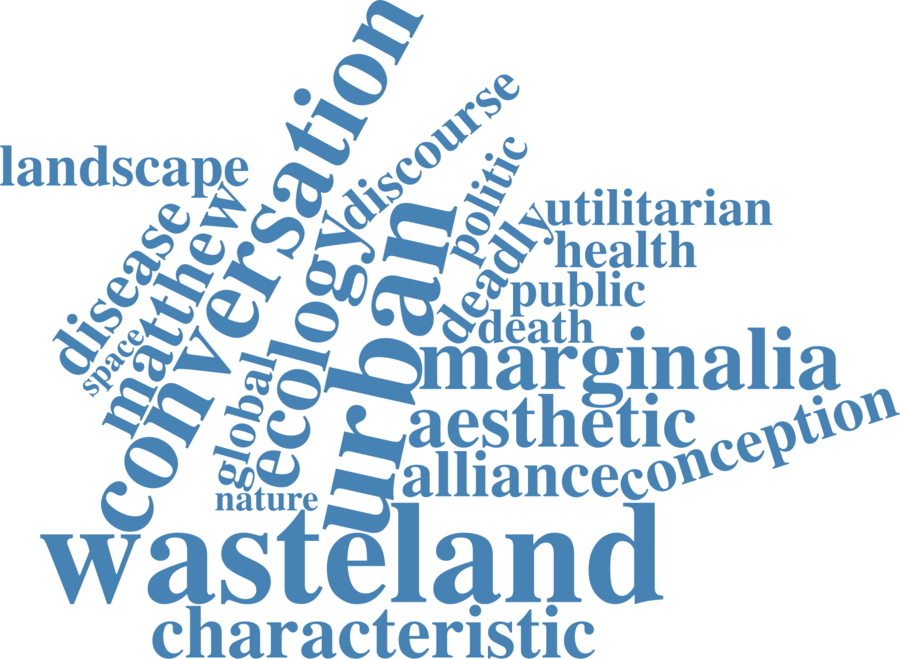 conversation
discourse
landscape
politic
disease
matthew
utilitarian
deadly
health
ecology
urban
public
space
death
marginalia
global
aesthetic
conception
alliance
nature
wasteland
characteristic